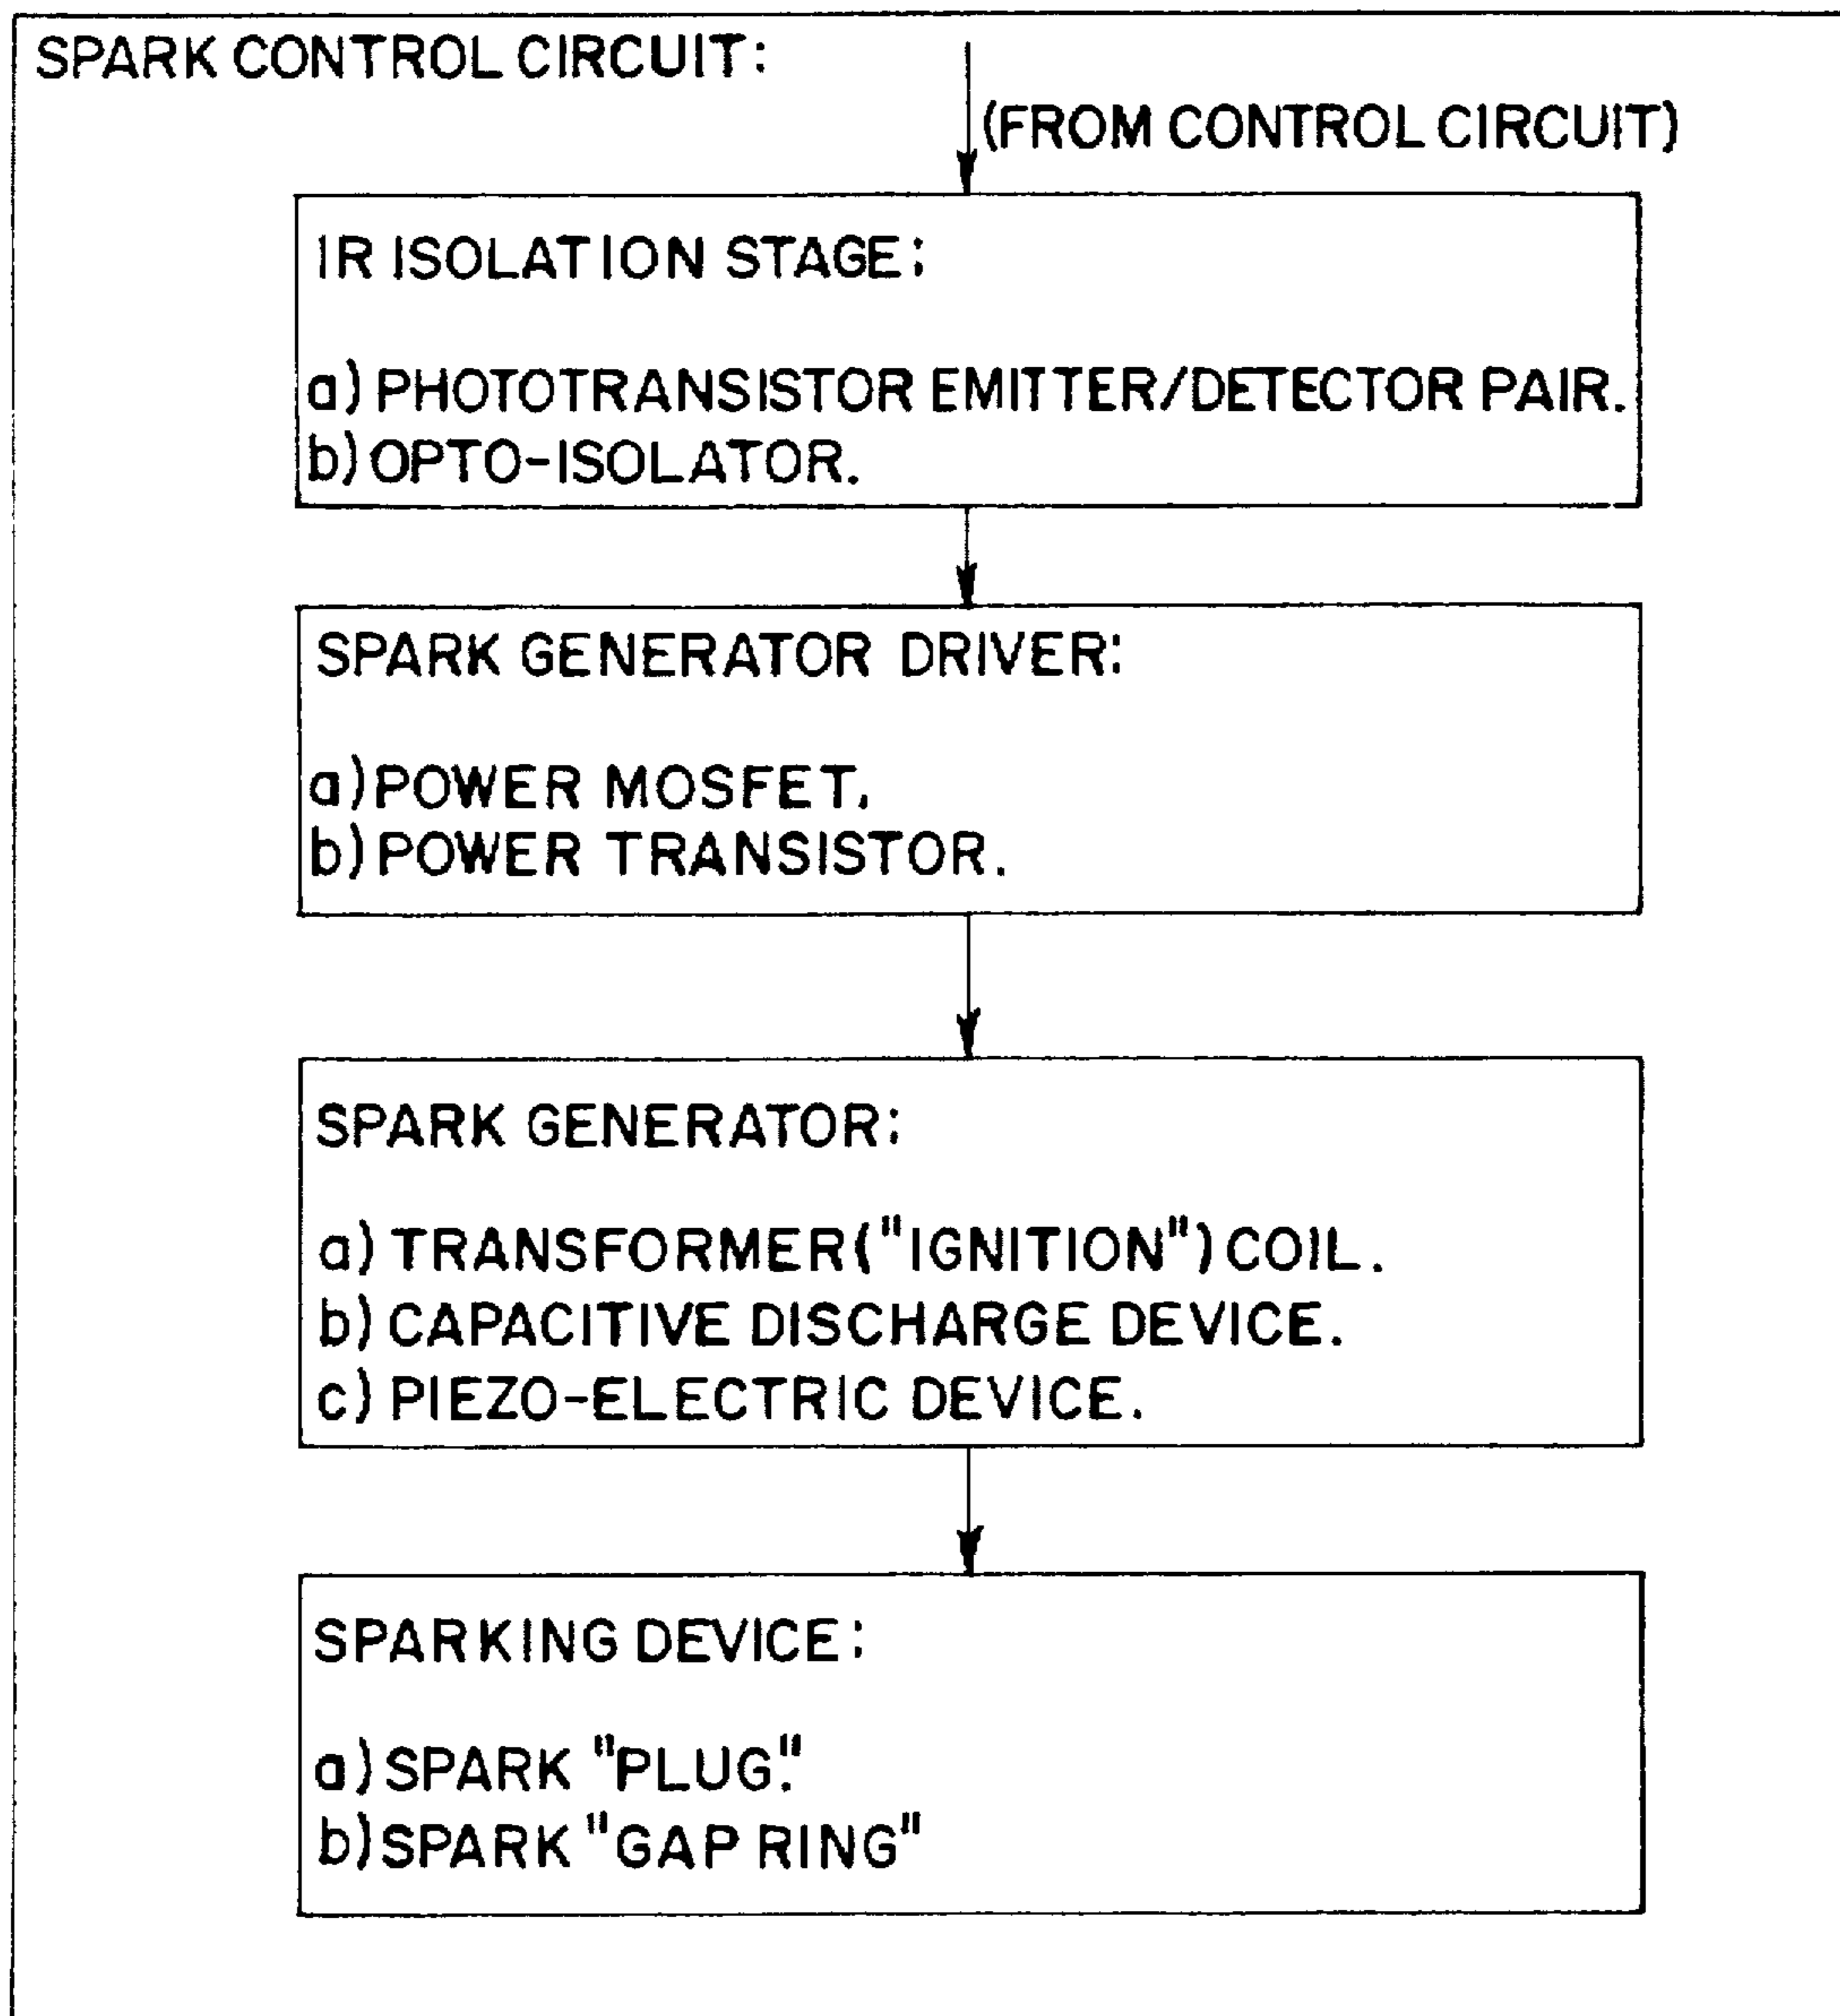 SPARK CONTROL CIRCUIT:
(FROM CONTROL CIRCUIT)
IR ISOLATION STAGE:
a) PHOTOTRANSISTOR EMITTER/DETECTOR PAIR.
b) OPTO-ISOLATOR.
SPARK GENERATOR DRIVER:
a) POWER MOSFET.
b) POWER TRANSISTOR.
SPARK GENERATOR:
a) TRANSFORMER ("IGNITION") COIL.
b) CAPACITIVE DISCHARGE DEVICE.
c) PIEZO-ELECTRIC DEVICE.
SPARKING DEVICE:
a) SPARK "PLUG".
b) SPARK "GAP RING"